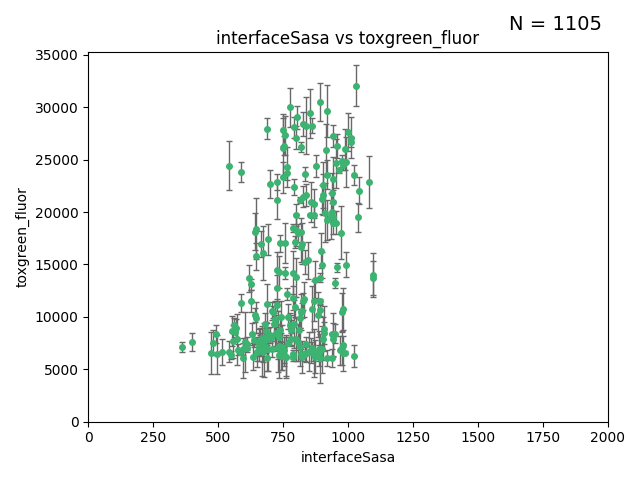 N = 1105
interfaceSasa vs toxgreen_fluor
35000
30000
25000
20000
15000
10000
5000
0
toxgreen_fluor
0 250 500 750 1000 1250 1500 1750 2000
interfaceSasa